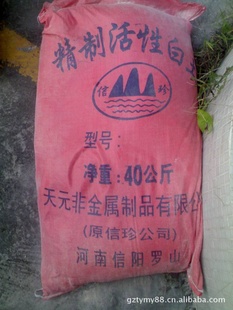 精制活性白土
信 珍
型号:
净重:40公斤
天元非金属制品有限公
(原信珍公司)
河南信阳罗山
gztymy88.en.alibaba.com